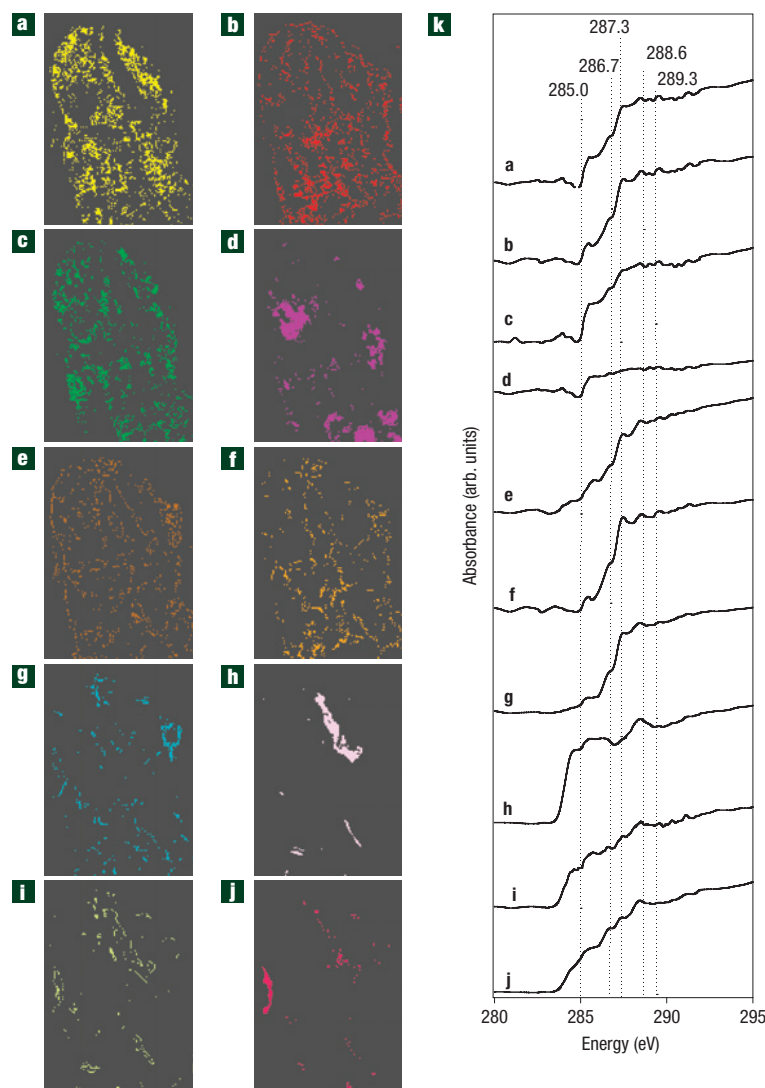 a
b
c
d
e
f
g
h
i
j
k
287.3
288.6
286.7
289.3
285.0
a
b
c
d
e
f
g
h
i
j
Absorbance (arb. units)
280 285 290 295
Energy (eV)